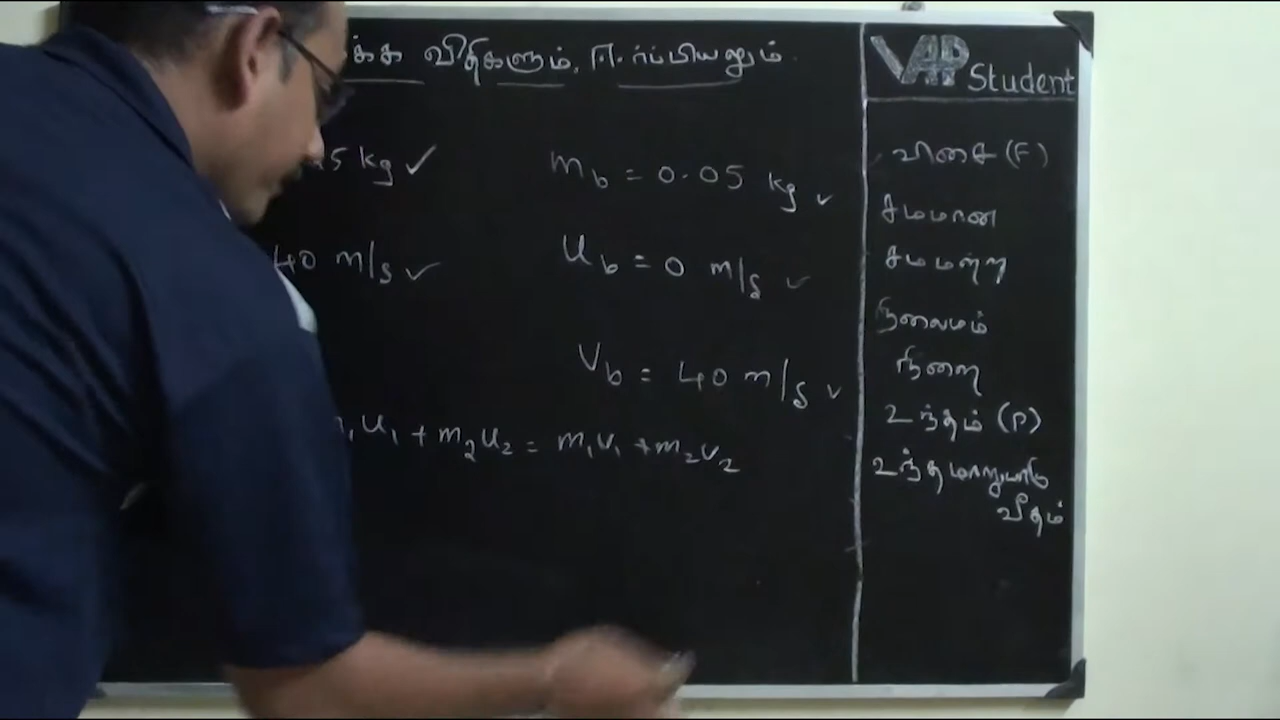 க்க விதிகளும், ஈர்ப்பியலும்.
VAP Student
5 kg ✓
m_b = 0.05 kg ✓
40 m/s ✓
u_b = 0 m/s ✓
v_b = 40 m/s ✓
u₁ + m₂u₂ = m₁v₁ + m₂v₂
விசை (F)
சமமான
சமமற்ற
நிலைமம்
நிறை
உந்தம் (P)
உந்தமாறுபாடு
வீதம்